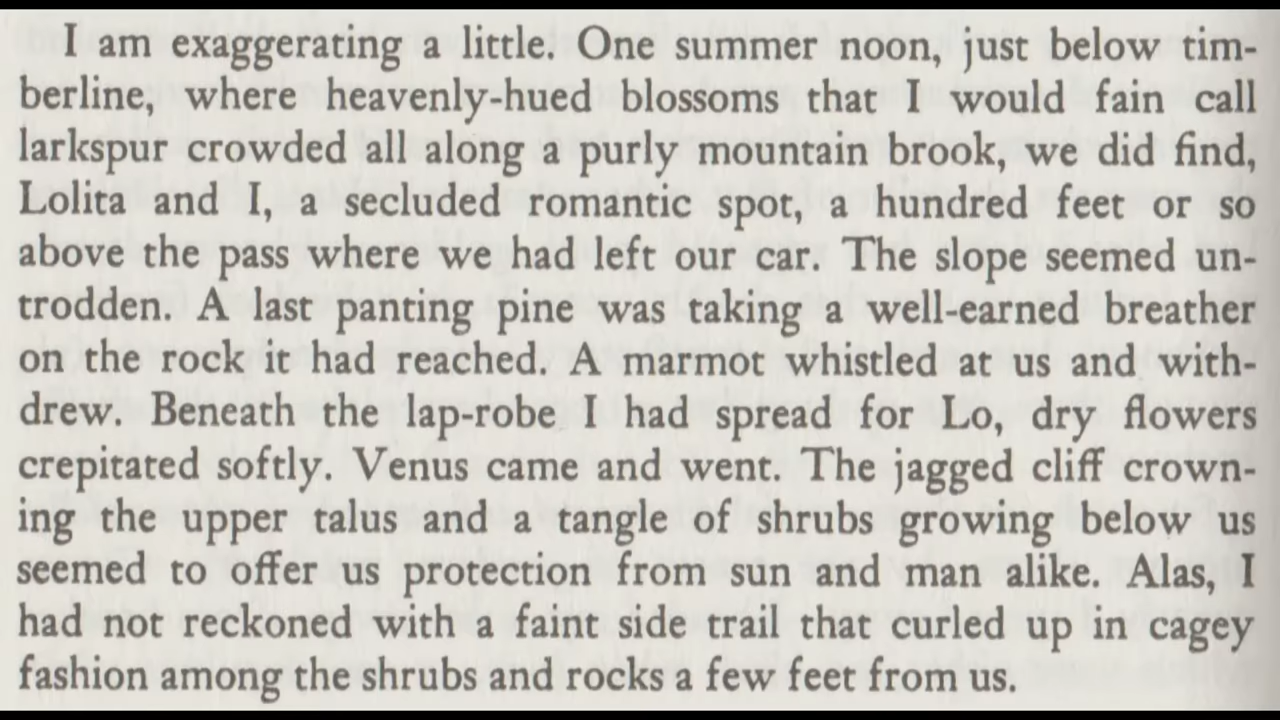 I am exaggerating a little. One summer noon, just below tim-
berline, where heavenly-hued blossoms that I would fain call
larkspur crowded all along a purly mountain brook, we did find,
Lolita and I, a secluded romantic spot, a hundred feet or so
above the pass where we had left our car. The slope seemed un-
trodden. A last panting pine was taking a well-earned breather
on the rock it had reached. A marmot whistled at us and with-
drew. Beneath the lap-robe I had spread for Lo, dry flowers
crepitated softly. Venus came and went. The jagged cliff crown-
ing the upper talus and a tangle of shrubs growing below us
seemed to offer us protection from sun and man alike. Alas, I
had not reckoned with a faint side trail that curled up in cagey
fashion among the shrubs and rocks a few feet from us.